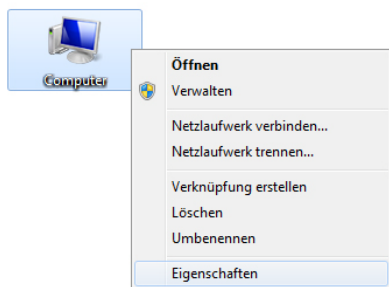 Computer
Öffnen
Verwalten
Netzlaufwerk verbinden...
Netzlaufwerk trennen...
Verknüpfung erstellen
Löschen
Umbenennen
Eigenschaften